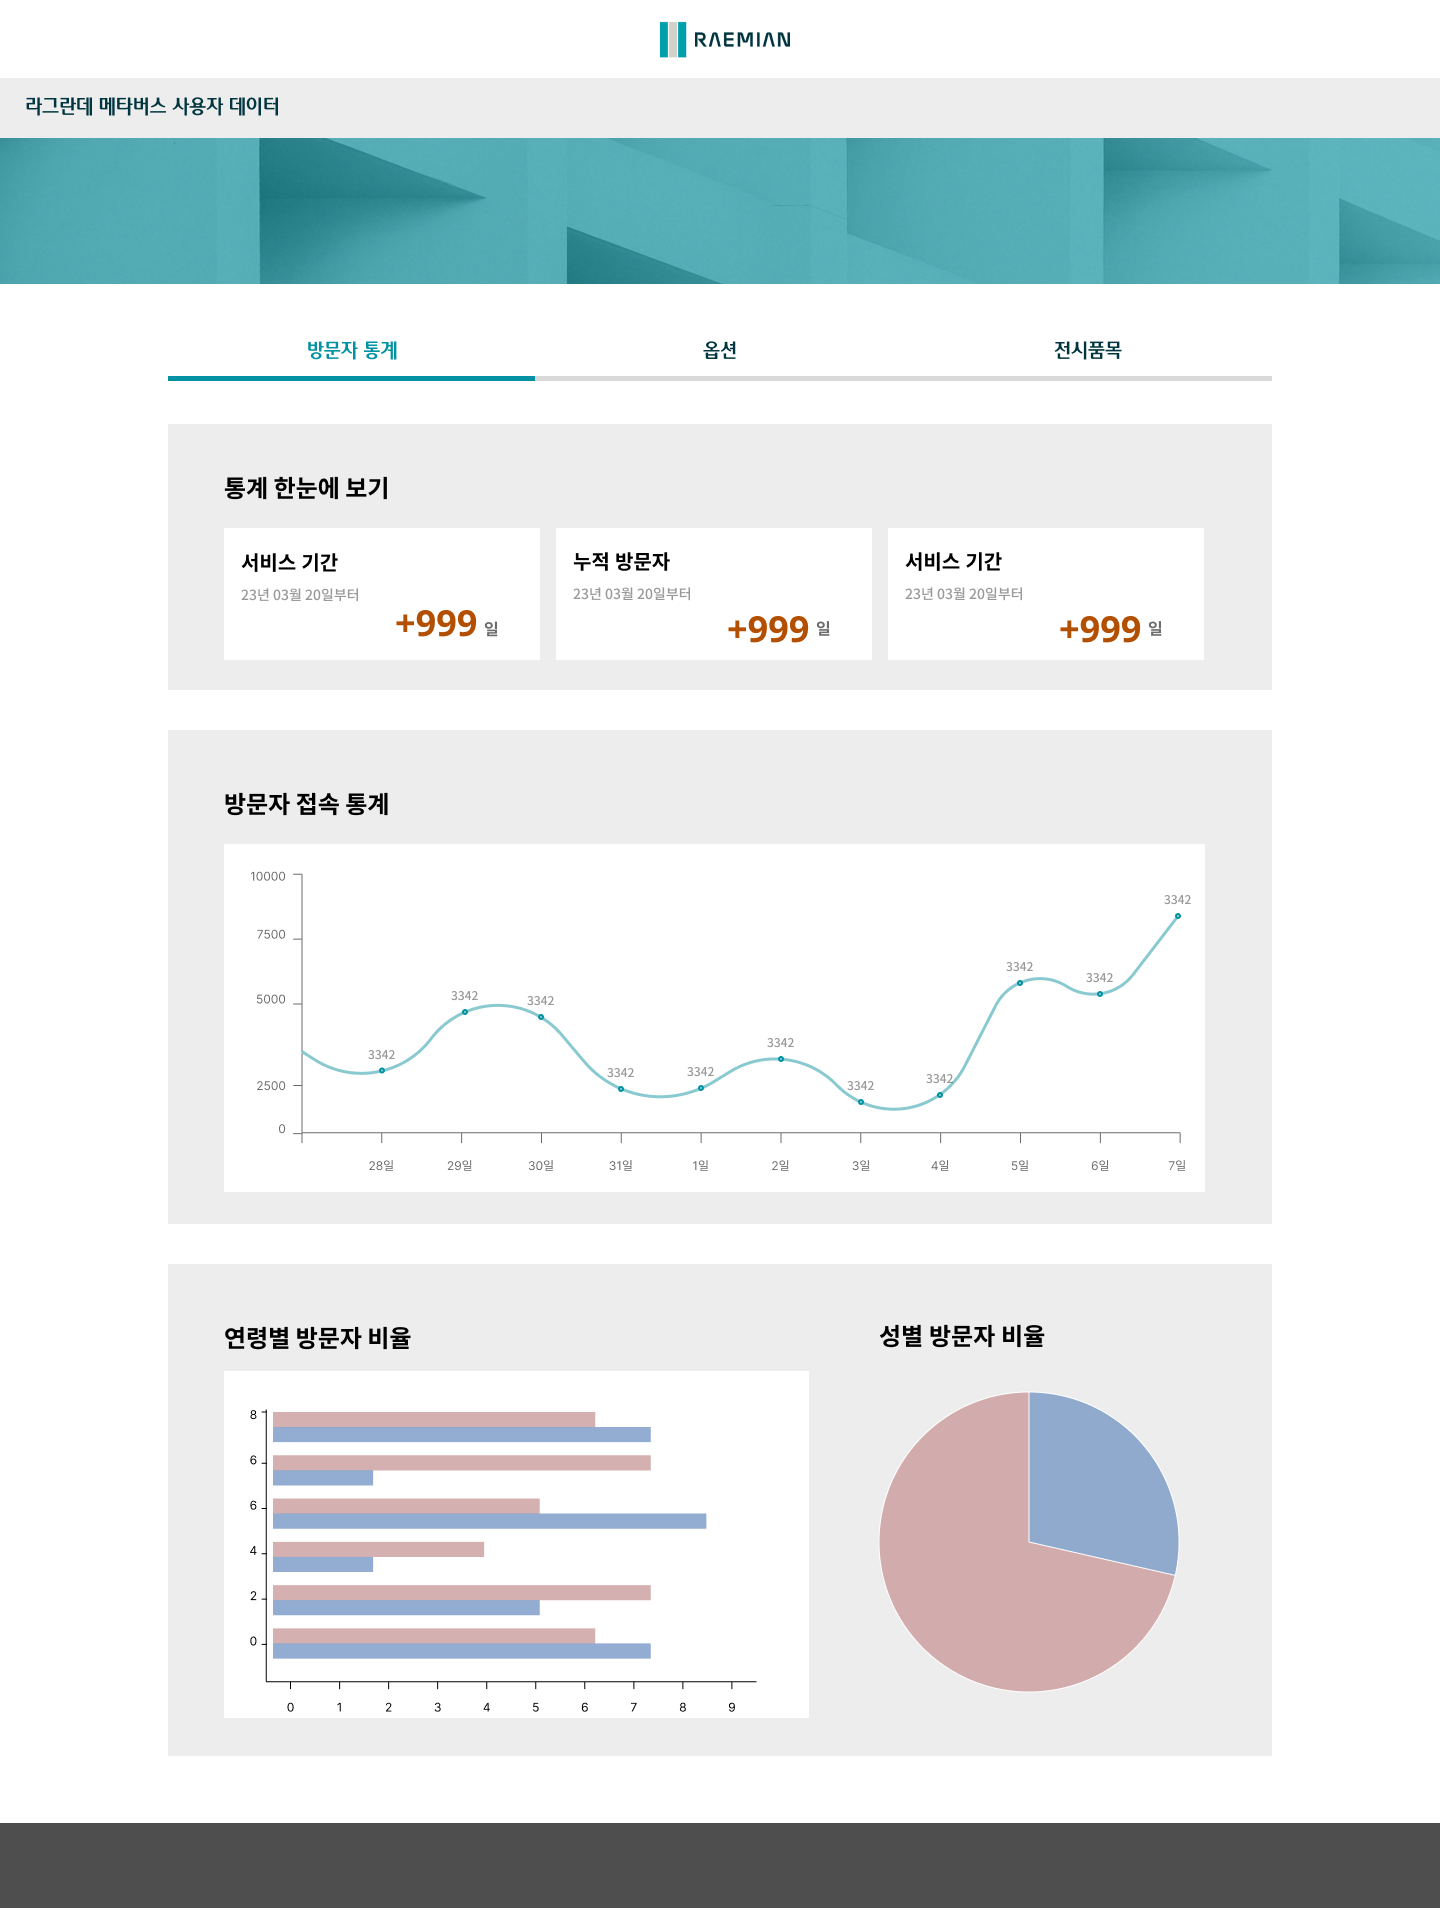 RAEMIAN
라그란데 메타버스 사용자 데이터
방문자 통계
옵션
전시품목
통계 한눈에 보기
서비스 기간
23년 03월 20일부터
+999 일
누적 방문자
23년 03월 20일부터
+999 일
서비스 기간
23년 03월 20일부터
+999 일
방문자 접속 통계
10000
7500
5000
2500
0
3342
3342
3342
3342
3342
3342
3342
3342
3342
3342
3342
28일 29일 30일 31일 1일 2일 3일 4일 5일 6일 7일
연령별 방문자 비율
8
6
6
4
2
0
0 1 2 3 4 5 6 7 8 9
성별 방문자 비율